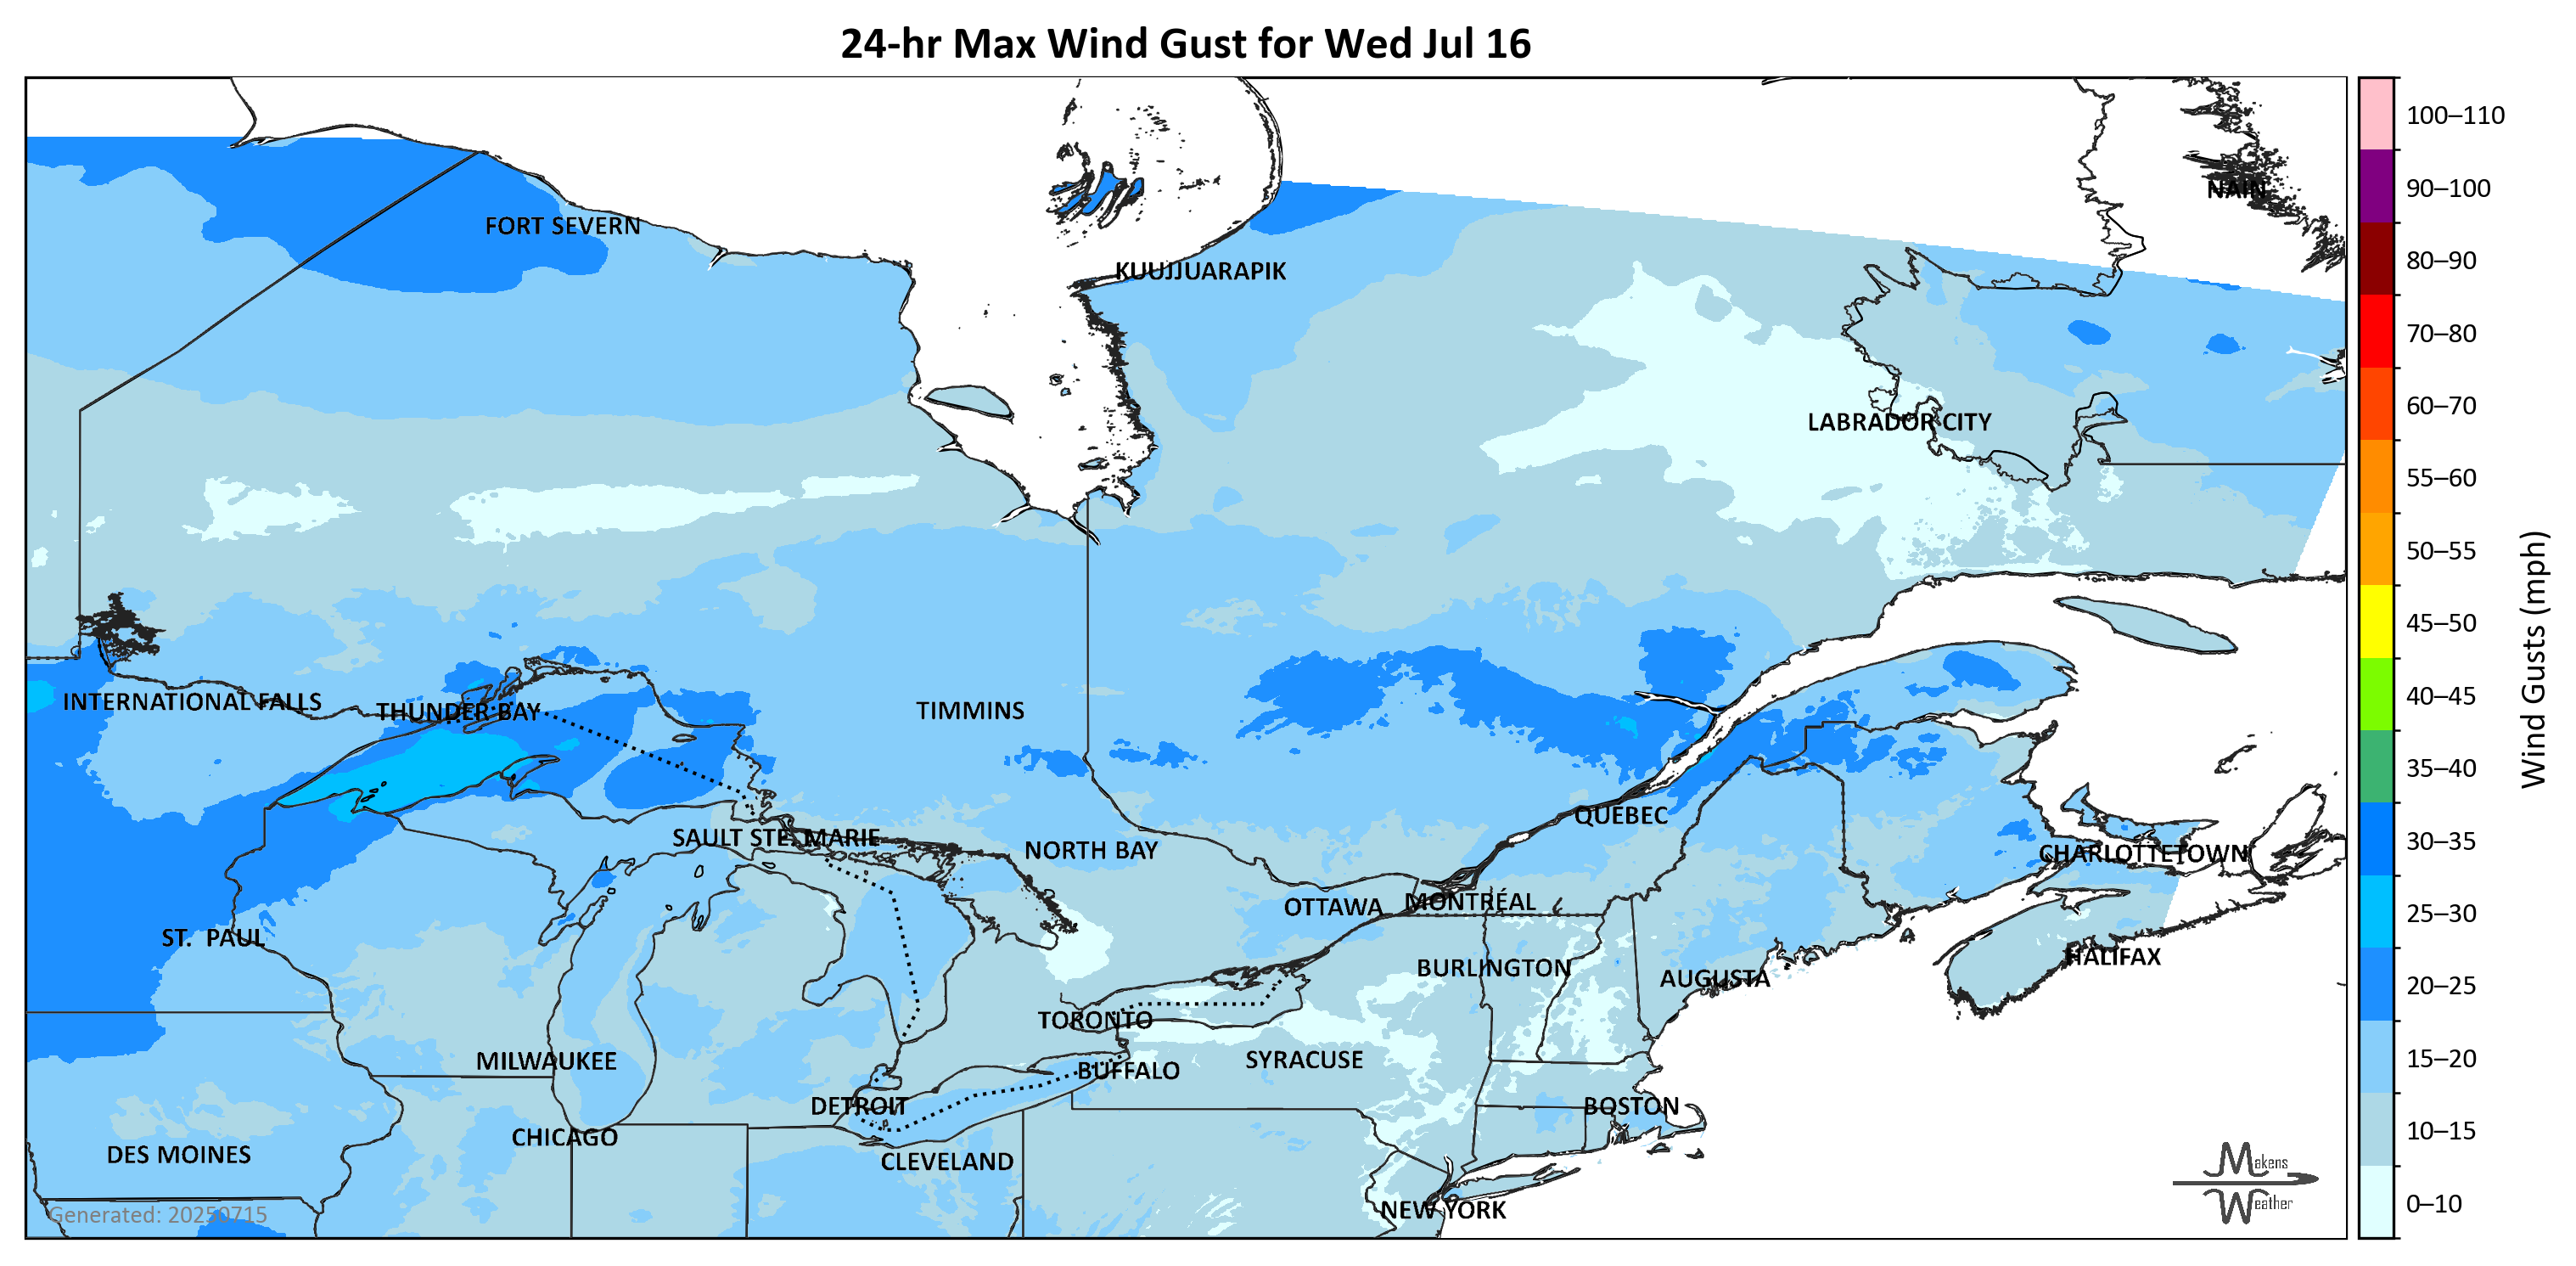 24-hr Max Wind Gust for Wed Jul 16
100–110
90–100
80–90
70–80
60–70
55–60
50–55
45–50
40–45
35–40
30–35
25–30
20–25
15–20
10–15
0–10
Wind Gusts (mph)
NAIN
FORT SEVERN
KUUJJUARAPIK
LABRADOR CITY
INTERNATIONAL FALLS
THUNDER BAY
TIMMINS
QUÉBEC
SAULT STE. MARIE
NORTH BAY
CHARLOTTETOWN
OTTAWA
MONTRÉAL
ST. PAUL
HALIFAX
BURLINGTON
AUGUSTA
TORONTO
MILWAUKEE
SYRACUSE
BUFFALO
DETROIT
BOSTON
CHICAGO
DES MOINES
CLEVELAND
NEW YORK
Generated: 20250715
Makens
Weather